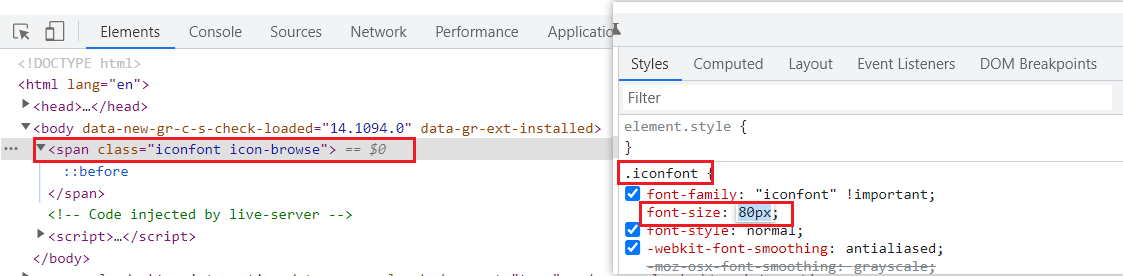 Elements Console Sources Network Performance Application
<!DOCTYPE html>
<html lang="en">
<head>…</head>
<body data-new-gr-c-s-check-loaded="14.1094.0" data-gr-ext-installed>
<span class="iconfont icon-browse"> == $0
::before
</span>
<!-- Code injected by live-server -->
<script>…</script>
</body>
Styles Computed Layout Event Listeners DOM Breakpoints
Filter
element.style {
}
.iconfont {
font-family: "iconfont" !important;
font-size: 80px;
font-style: normal;
-webkit-font-smoothing: antialiased;
-moz-osx-font-smoothing: grayscale;